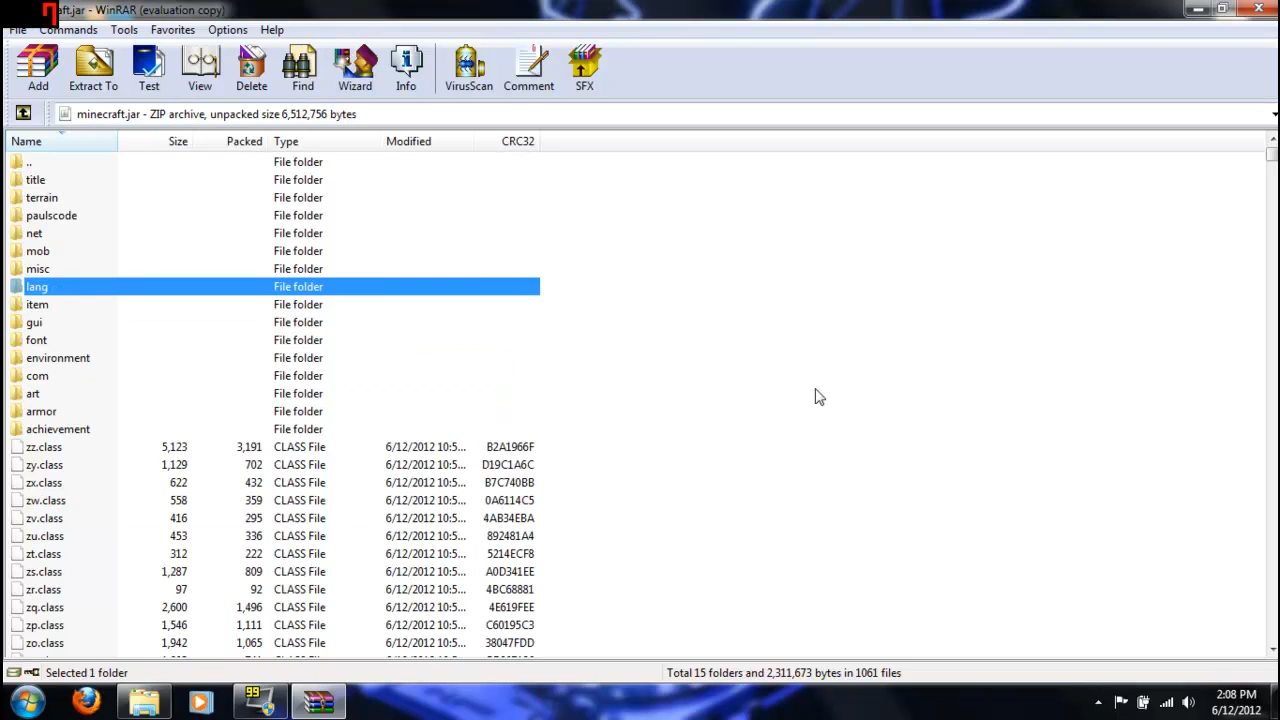 aft.jar - WinRAR (evaluation copy)
File Commands Tools Favorites Options Help
Add Extract To Test View Delete Find Wizard Info VirusScan Comment SFX
minecraft.jar - ZIP archive, unpacked size 6,512,756 bytes
Name Size Packed Type Modified CRC32
.. File folder
title File folder
terrain File folder
paulscode File folder
net File folder
mob File folder
misc File folder
lang File folder
item File folder
gui File folder
font File folder
environment File folder
com File folder
art File folder
armor File folder
achievement File folder
zz.class 5,123 3,191 CLASS File 6/12/2012 10:5... B2A1966F
zy.class 1,129 702 CLASS File 6/12/2012 10:5... D19C1A6C
zx.class 622 432 CLASS File 6/12/2012 10:5... B7C740BB
zw.class 558 359 CLASS File 6/12/2012 10:5... 0A6114C5
zv.class 416 295 CLASS File 6/12/2012 10:5... 4AB34EBA
zu.class 453 336 CLASS File 6/12/2012 10:5... 892481A4
zt.class 312 222 CLASS File 6/12/2012 10:5... 5214ECF8
zs.class 1,287 809 CLASS File 6/12/2012 10:5... A0D341EE
zr.class 97 92 CLASS File 6/12/2012 10:5... 4BC68881
zq.class 2,600 1,496 CLASS File 6/12/2012 10:5... 4E619FEE
zp.class 1,546 1,111 CLASS File 6/12/2012 10:5... C60195C3
zo.class 1,942 1,065 CLASS File 6/12/2012 10:5... 38047FDD
Selected 1 folder Total 15 folders and 2,311,673 bytes in 1061 files
99
2:08 PM
6/12/2012